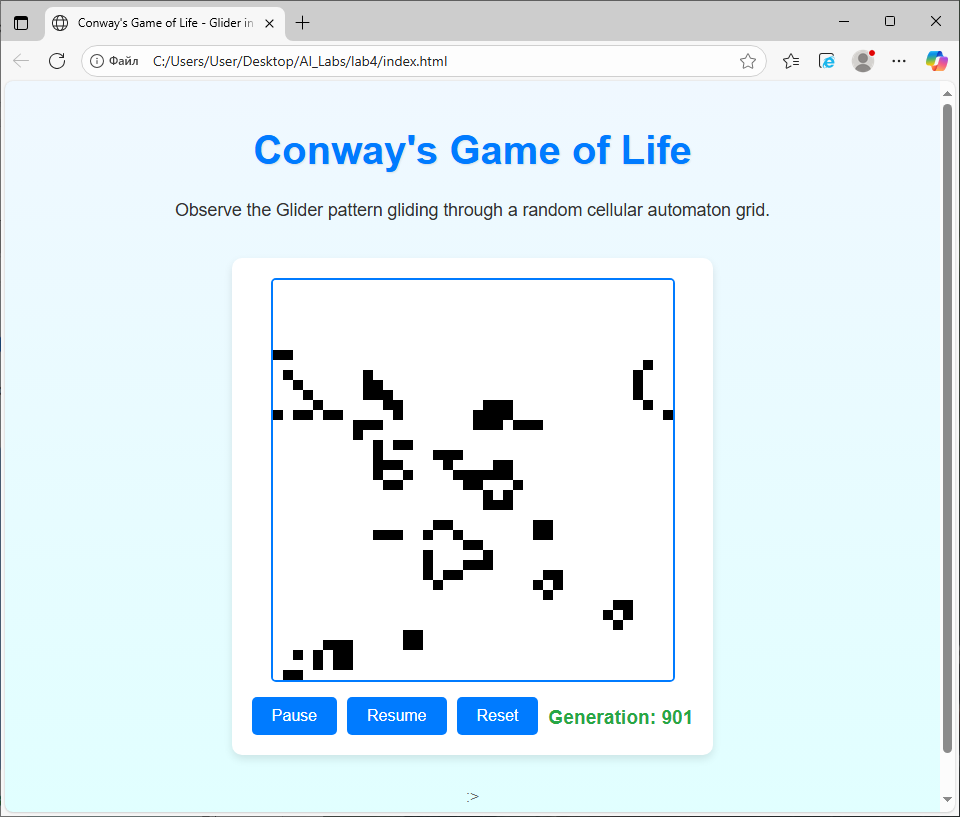 Conway's Game of Life - Glider in
Файл C:/Users/User/Desktop/AI_Labs/lab4/index.html
Conway's Game of Life
Observe the Glider pattern gliding through a random cellular automaton grid.
Pause Resume Reset Generation: 901
:>